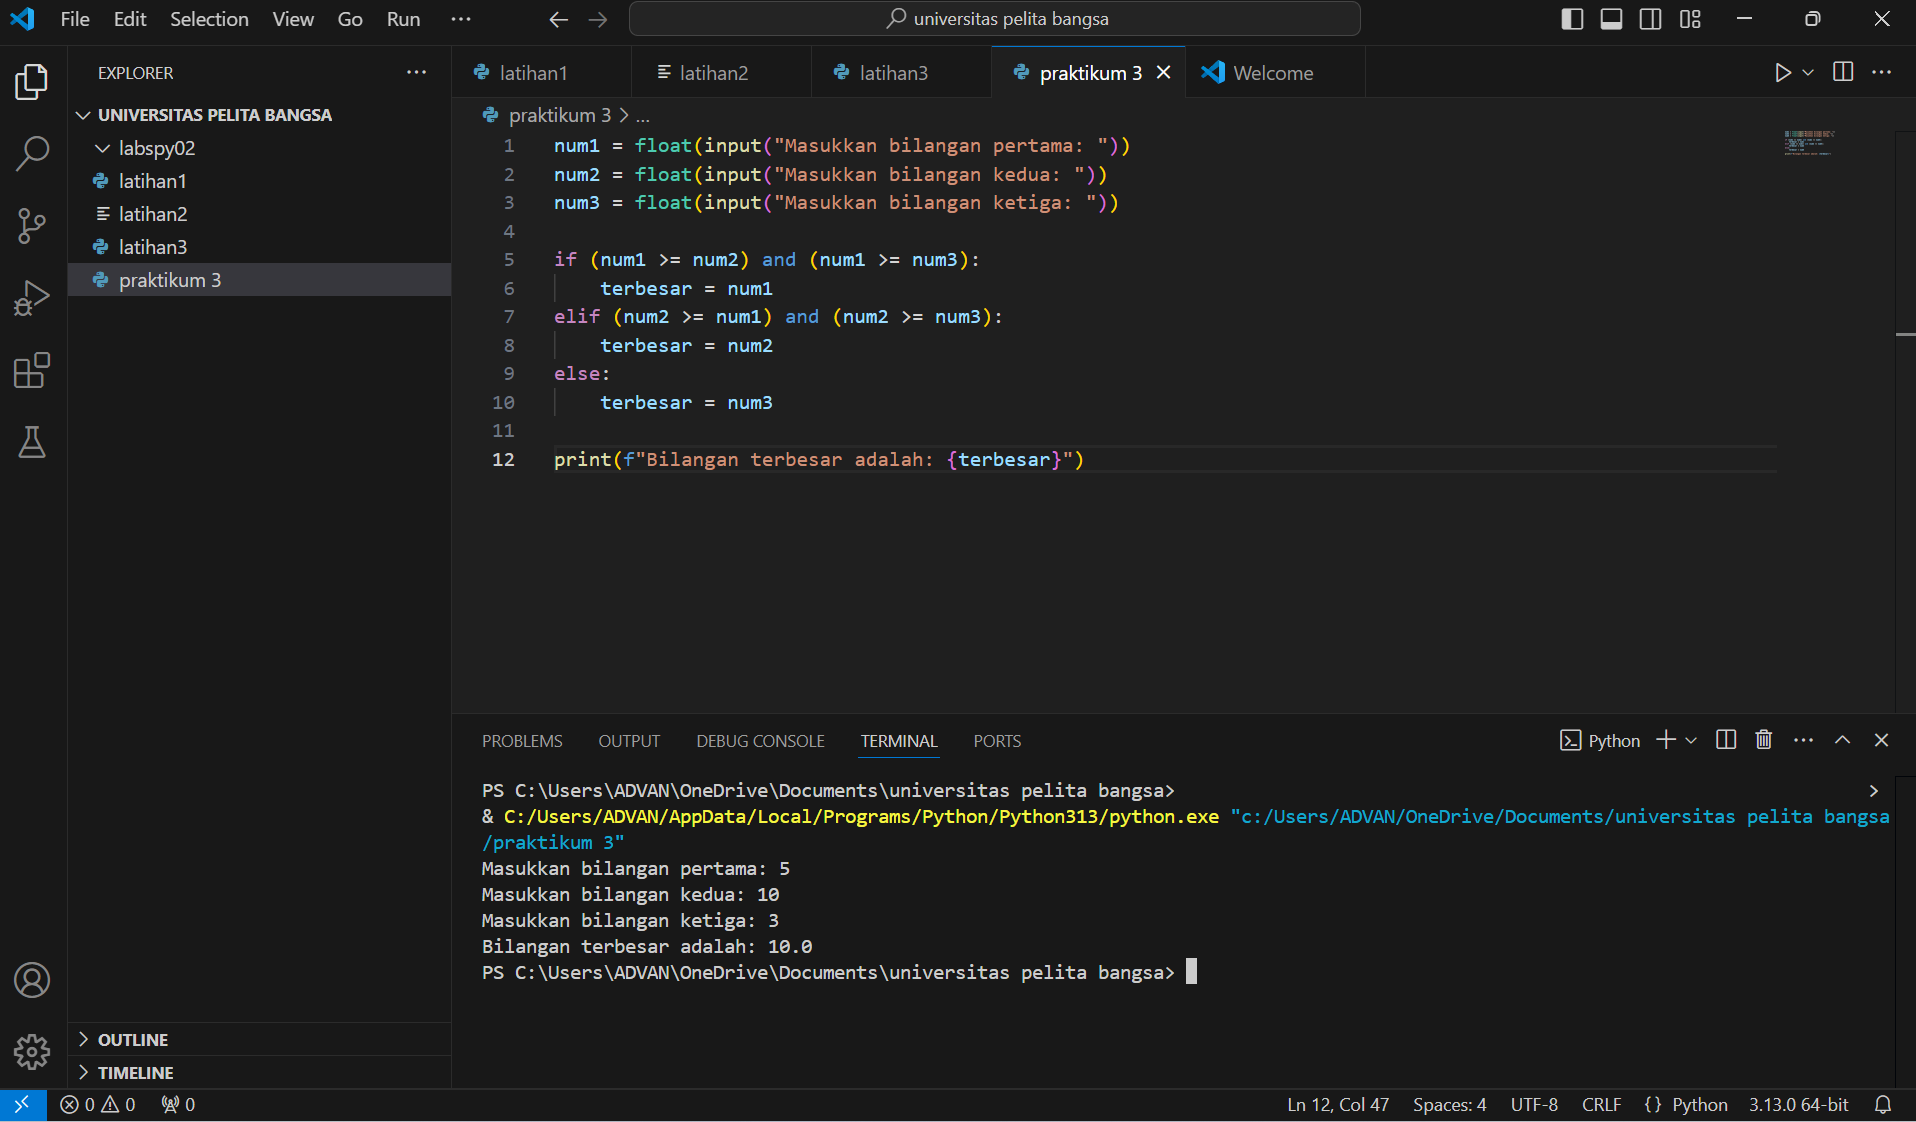 File Edit Selection View Go Run ...
universitas pelita bangsa
EXPLORER
UNIVERSITAS PELITA BANGSA
labspy02
latihan1
latihan2
latihan3
praktikum 3
OUTLINE
TIMELINE
latihan1 latihan2 latihan3 praktikum 3 Welcome
praktikum 3 > ...
1 num1 = float(input("Masukkan bilangan pertama: "))
2 num2 = float(input("Masukkan bilangan kedua: "))
3 num3 = float(input("Masukkan bilangan ketiga: "))
4
5 if (num1 >= num2) and (num1 >= num3):
6     terbesar = num1
7 elif (num2 >= num1) and (num2 >= num3):
8     terbesar = num2
9 else:
10     terbesar = num3
11
12 print(f"Bilangan terbesar adalah: {terbesar}")
PROBLEMS OUTPUT DEBUG CONSOLE TERMINAL PORTS
Python
PS C:\Users\ADVAN\OneDrive\Documents\universitas pelita bangsa>
& C:/Users/ADVAN/AppData/Local/Programs/Python/Python313/python.exe "c:/Users/ADVAN/OneDrive/Documents/universitas pelita bangsa
/praktikum 3"
Masukkan bilangan pertama: 5
Masukkan bilangan kedua: 10
Masukkan bilangan ketiga: 3
Bilangan terbesar adalah: 10.0
PS C:\Users\ADVAN\OneDrive\Documents\universitas pelita bangsa>
0 0 0
Ln 12, Col 47 Spaces: 4 UTF-8 CRLF {} Python 3.13.0 64-bit